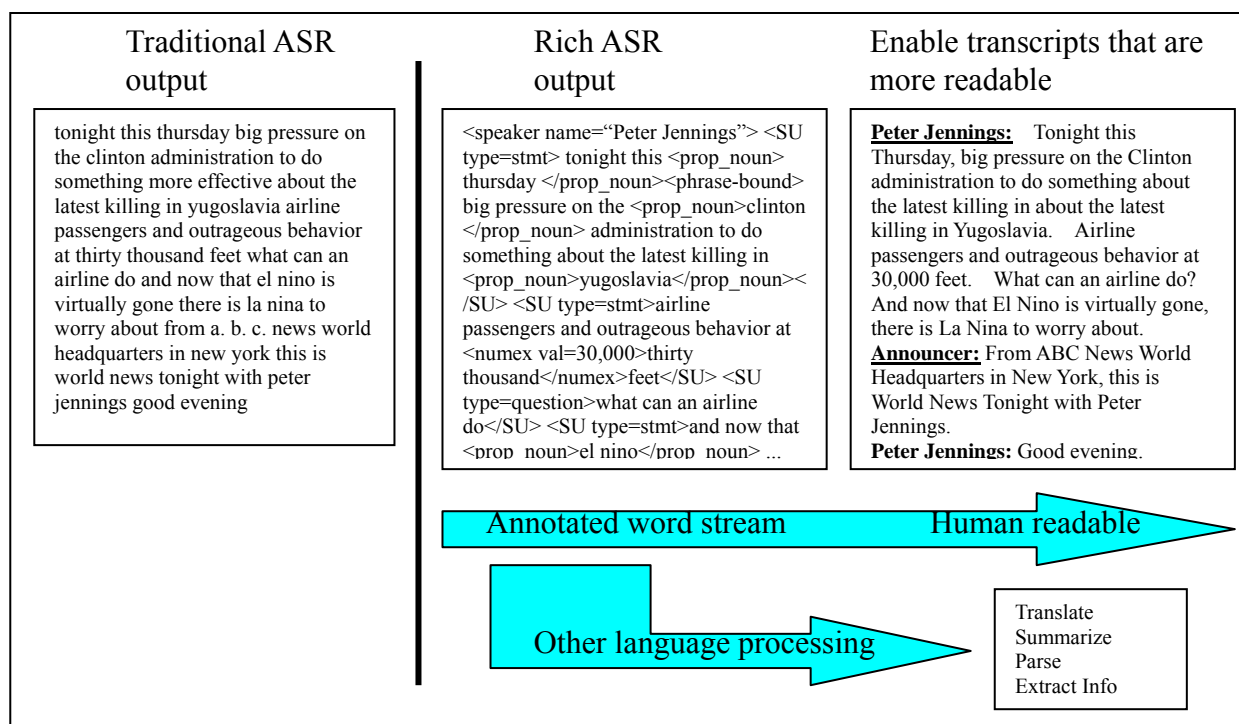 Traditional ASR
output
tonight this thursday big pressure on
the clinton administration to do
something more effective about the
latest killing in yugoslavia airline
passengers and outrageous behavior
at thirty thousand feet what can an
airline do and now that el nino is
virtually gone there is la nina to
worry about from a. b. c. news world
headquarters in new york this is
world news tonight with peter
jennings good evening
Rich ASR
output
<speaker name=“Peter Jennings”> <SU
type=stmt> tonight this <prop_noun>
thursday </prop_noun><phrase-bound>
big pressure on the <prop_noun>clinton
</prop_noun> administration to do
something about the latest killing in
<prop_noun>yugoslavia</prop_noun><
/SU> <SU type=stmt>airline
passengers and outrageous behavior at
<numex val=30,000>thirty
thousand</numex>feet</SU> <SU
type=question>what can an airline
do</SU> <SU type=stmt>and now that
<prop_noun>el nino</prop_noun> ...
Enable transcripts that are
more readable
Peter Jennings: Tonight this
Thursday, big pressure on the Clinton
administration to do something about
the latest killing in about the latest
killing in Yugoslavia. Airline
passengers and outrageous behavior at
30,000 feet. What can an airline do?
And now that El Nino is virtually gone,
there is La Nina to worry about.
Announcer: From ABC News World
Headquarters in New York, this is
World News Tonight with Peter
Jennings.
Peter Jennings: Good evening.
Annotated word stream
Human readable
Other language processing
Translate
Summarize
Parse
Extract Info